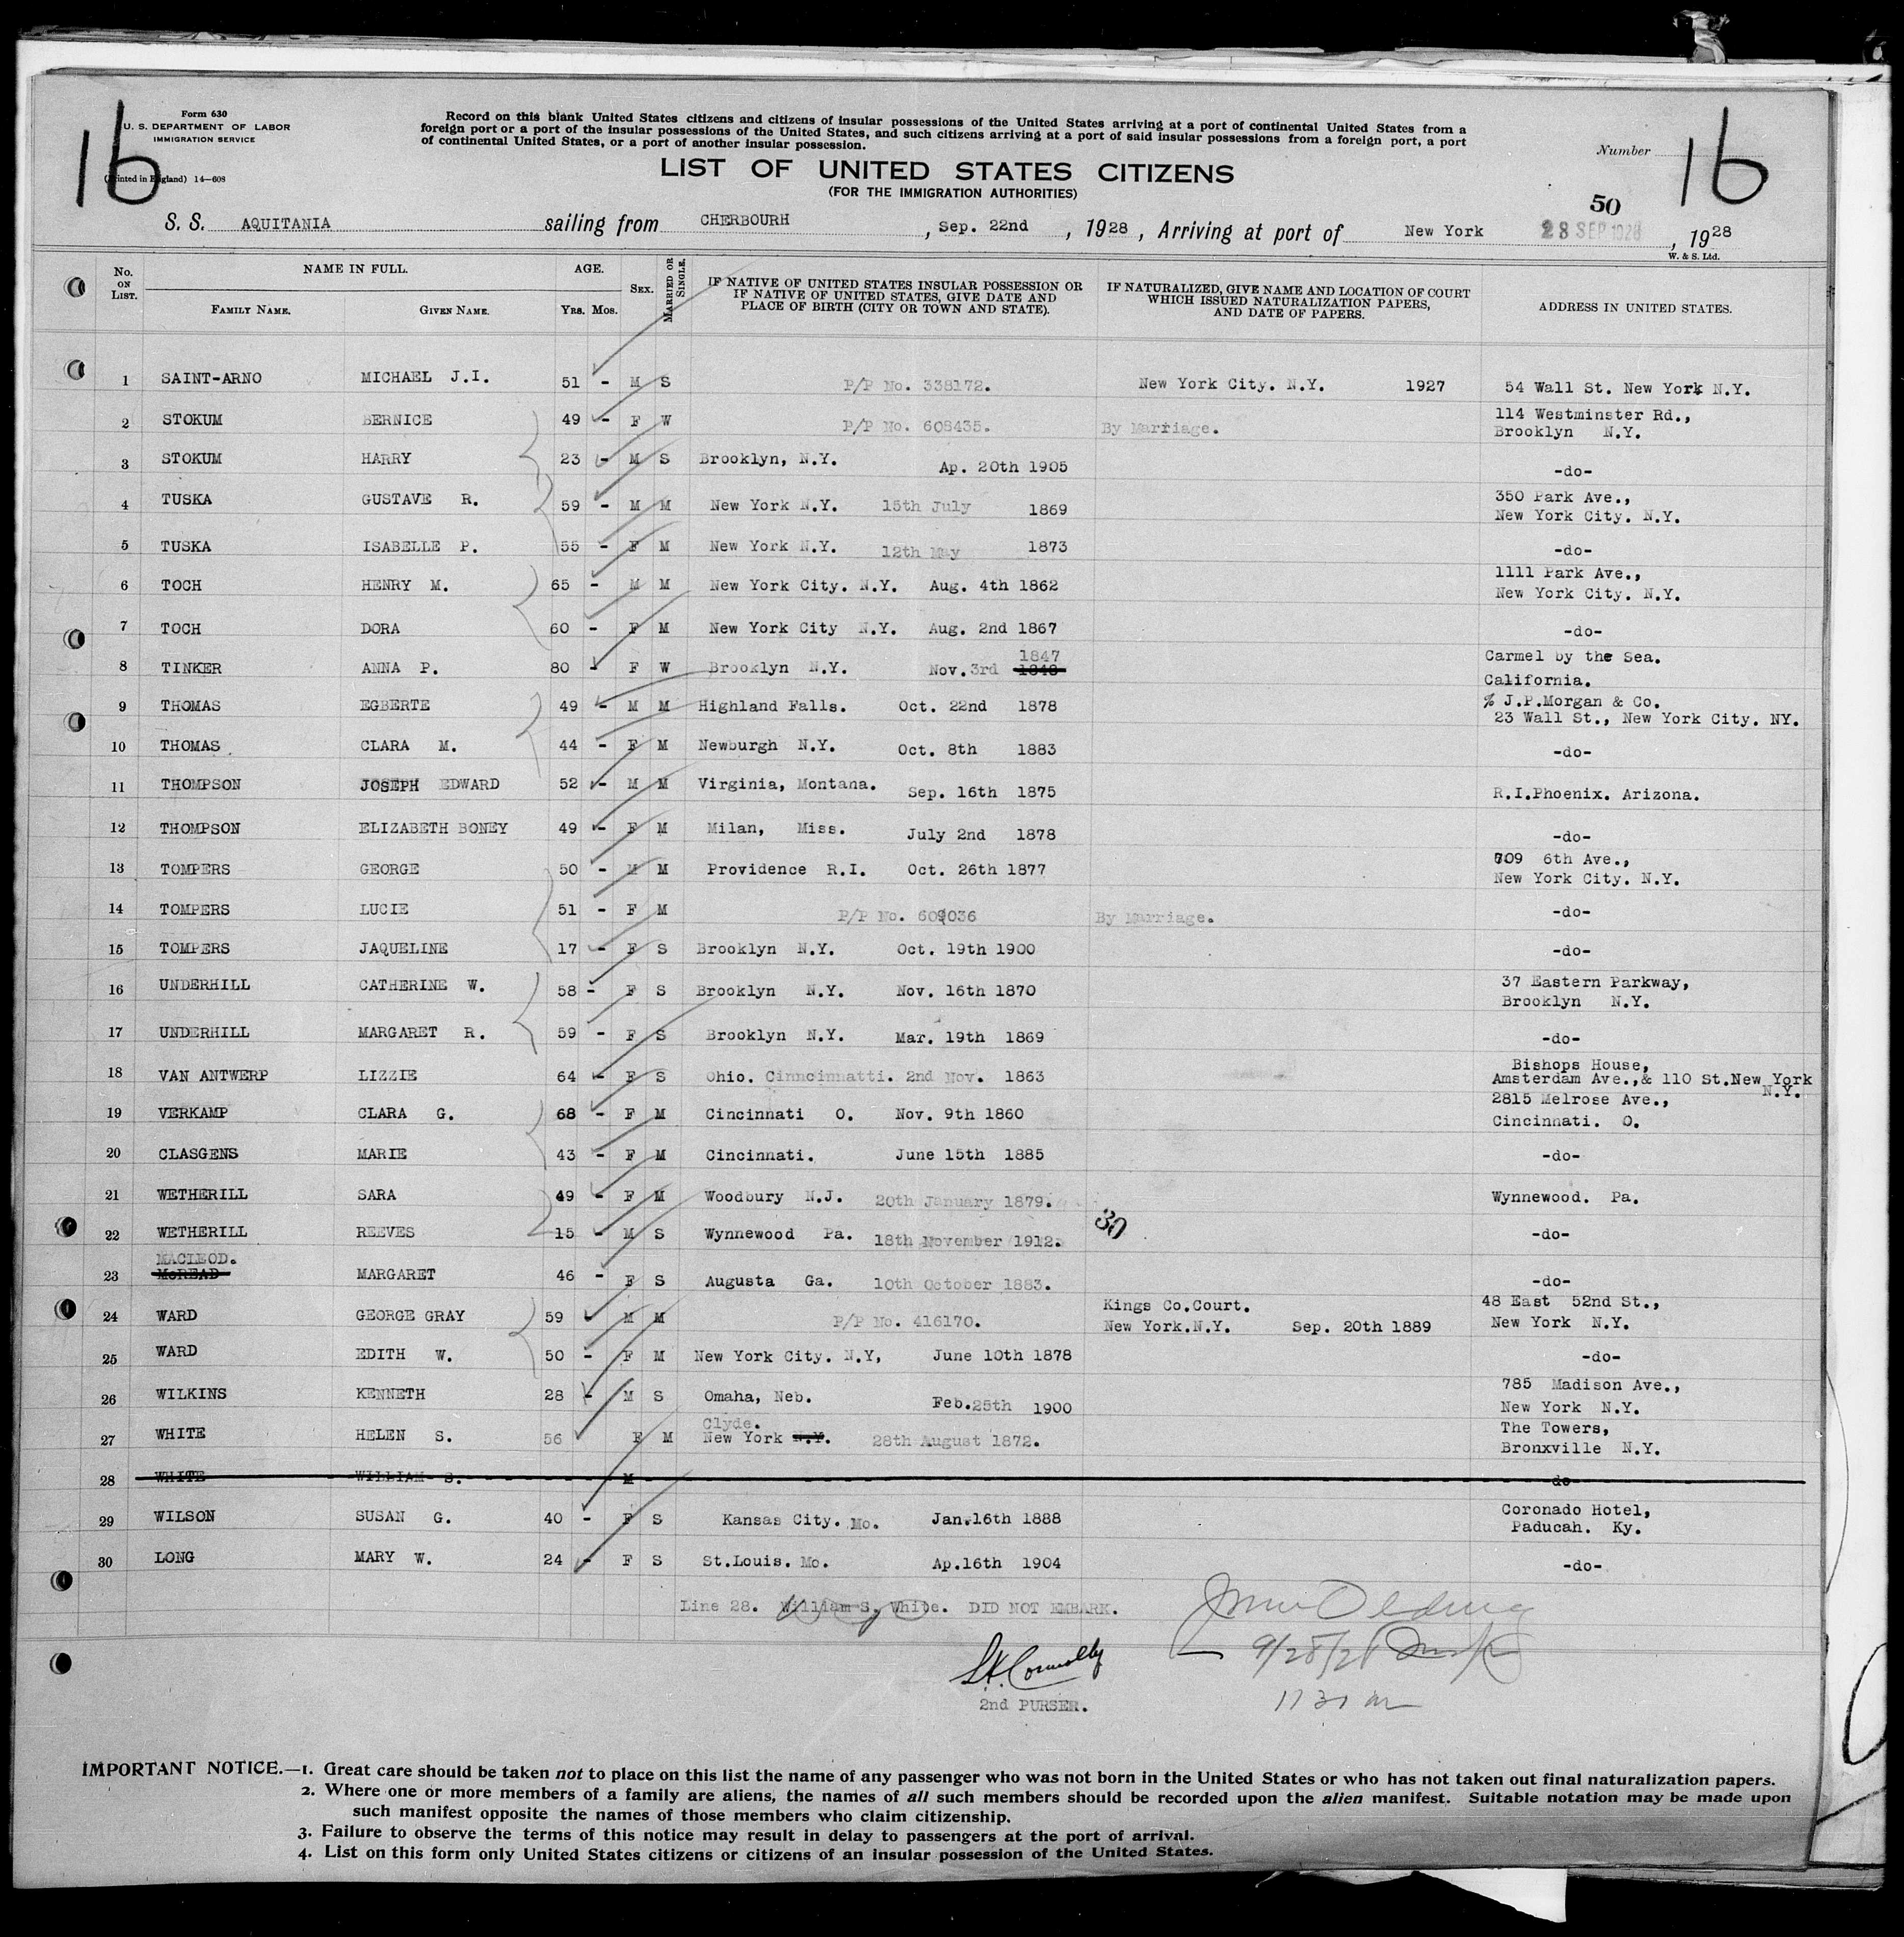 16
Form 630
U. S. DEPARTMENT OF LABOR
IMMIGRATION SERVICE
(Printed in England) 14—608
Record on this blank United States citizens and citizens of insular possessions of the United States arriving at a port of continental United States from a
foreign port or a port of the insular possessions of the United States, and such citizens arriving at a port of said insular possessions from a foreign port, a port
of continental United States, or a port of another insular possession.
LIST OF UNITED STATES CITIZENS
(FOR THE IMMIGRATION AUTHORITIES)
Number 16
50
S. S. AQUITANIA sailing from CHERBOURH, Sep. 22nd, 1928, Arriving at port of New York 28 SEP 1928, 1928
W. & S. Ltd.
No. ON LIST. NAME IN FULL. FAMILY NAME. GIVEN NAME. AGE. YRS. MOS. SEX. MARRIED OR SINGLE. IF NATIVE OF UNITED STATES INSULAR POSSESSION OR IF NATIVE OF UNITED STATES, GIVE DATE AND PLACE OF BIRTH (CITY OR TOWN AND STATE). IF NATURALIZED, GIVE NAME AND LOCATION OF COURT WHICH ISSUED NATURALIZATION PAPERS, AND DATE OF PAPERS. ADDRESS IN UNITED STATES.
1 SAINT-ARNO MICHAEL J.I. 51 - M S P/P No. 338172. New York City. N.Y. 1927 54 Wall St. New York N.Y.
2 STOKUM BERNICE 49 - F W P/P No. 608435. By Marriage. 114 Westminster Rd., Brooklyn N.Y.
3 STOKUM HARRY 23 - M S Brooklyn, N.Y. Ap. 20th 1905 -do-
4 TUSKA GUSTAVE R. 59 - M M New York N.Y. 15th July 1869 350 Park Ave., New York City. N.Y.
5 TUSKA ISABELLE P. 55 - F M New York N.Y. 12th May 1873 -do-
6 TOCH HENRY M. 65 - M M New York City. N.Y. Aug. 4th 1862 1111 Park Ave., New York City. N.Y.
7 TOCH DORA 60 - F M New York City N.Y. Aug. 2nd 1867 -do-
8 TINKER ANNA P. 80 - F W Brooklyn N.Y. Nov. 3rd 1847 1848 Carmel by the Sea. California.
9 THOMAS EGBERTE 49 - M M Highland Falls. Oct. 22nd 1878 % J.P.Morgan & Co. 23 Wall St., New York City. NY.
10 THOMAS CLARA M. 44 - F M Newburgh N.Y. Oct. 8th 1883 -do-
11 THOMPSON JOSEPH EDWARD 52 - M M Virginia, Montana. Sep. 16th 1875 R.I.Phoenix. Arizona.
12 THOMPSON ELIZABETH BONEY 49 - F M Milan, Miss. July 2nd 1878 -do-
13 TOMPERS GEORGE 50 - M M Providence R.I. Oct. 26th 1877 709 6th Ave., New York City. N.Y.
14 TOMPERS LUCIE 51 - F M P/P No. 609036 By Marriage. -do-
15 TOMPERS JAQUELINE 17 - F S Brooklyn N.Y. Oct. 19th 1900 -do-
16 UNDERHILL CATHERINE W. 58 - F S Brooklyn N.Y. Nov. 16th 1870 37 Eastern Parkway, Brooklyn N.Y.
17 UNDERHILL MARGARET R. 59 - F S Brooklyn N.Y. Mar. 19th 1869 -do-
18 VAN ANTWERP LIZZIE 64 - F S Ohio. Cinncinnatti. 2nd Nov. 1863 Bishops House, Amsterdam Ave.,& 110 St.New York N.Y.
19 VERKAMP CLARA G. 68 - F M Cincinnati O. Nov. 9th 1860 2815 Melrose Ave., Cincinnati. O.
20 CLASGENS MARIE 43 - F M Cincinnati. June 15th 1885 -do-
21 WETHERILL SARA 49 - F M Woodbury N.J. 20th January 1879. Wynnewood. Pa.
22 WETHERILL REEVES 15 - M S Wynnewood Pa. 18th November 1912. 30 -do-
23 MACLEOD. McREAD MARGARET 46 - F S Augusta Ga. 10th October 1883. -do-
24 WARD GEORGE GRAY 59 - M M P/P No. 416170. Kings Co.Court. New York.N.Y. Sep. 20th 1889 48 East 52nd St., New York N.Y.
25 WARD EDITH W. 50 - F M New York City. N.Y, June 10th 1878 -do-
26 WILKINS KENNETH 28 - M S Omaha, Neb. Feb.25th 1900 785 Madison Ave., New York N.Y.
27 WHITE HELEN S. 56 F M Clyde. New York N.Y. 28th August 1872. The Towers, Bronxville N.Y.
28 WHITE WILLIAM S. M -do-
29 WILSON SUSAN G. 40 - F S Kansas City. Mo. Jan.16th 1888 Coronado Hotel, Paducah. Ky.
30 LONG MARY W. 24 - F S St.Louis. Mo. Ap.16th 1904 -do-
Line 28. William S. White. DID NOT EMBARK.
2nd PURSER.
IMPORTANT NOTICE.—1. Great care should be taken not to place on this list the name of any passenger who was not born in the United States or who has not taken out final naturalization papers.
2. Where one or more members of a family are aliens, the names of all such members should be recorded upon the alien manifest. Suitable notation may be made upon
such manifest opposite the names of those members who claim citizenship.
3. Failure to observe the terms of this notice may result in delay to passengers at the port of arrival.
4. List on this form only United States citizens or citizens of an insular possession of the United States.